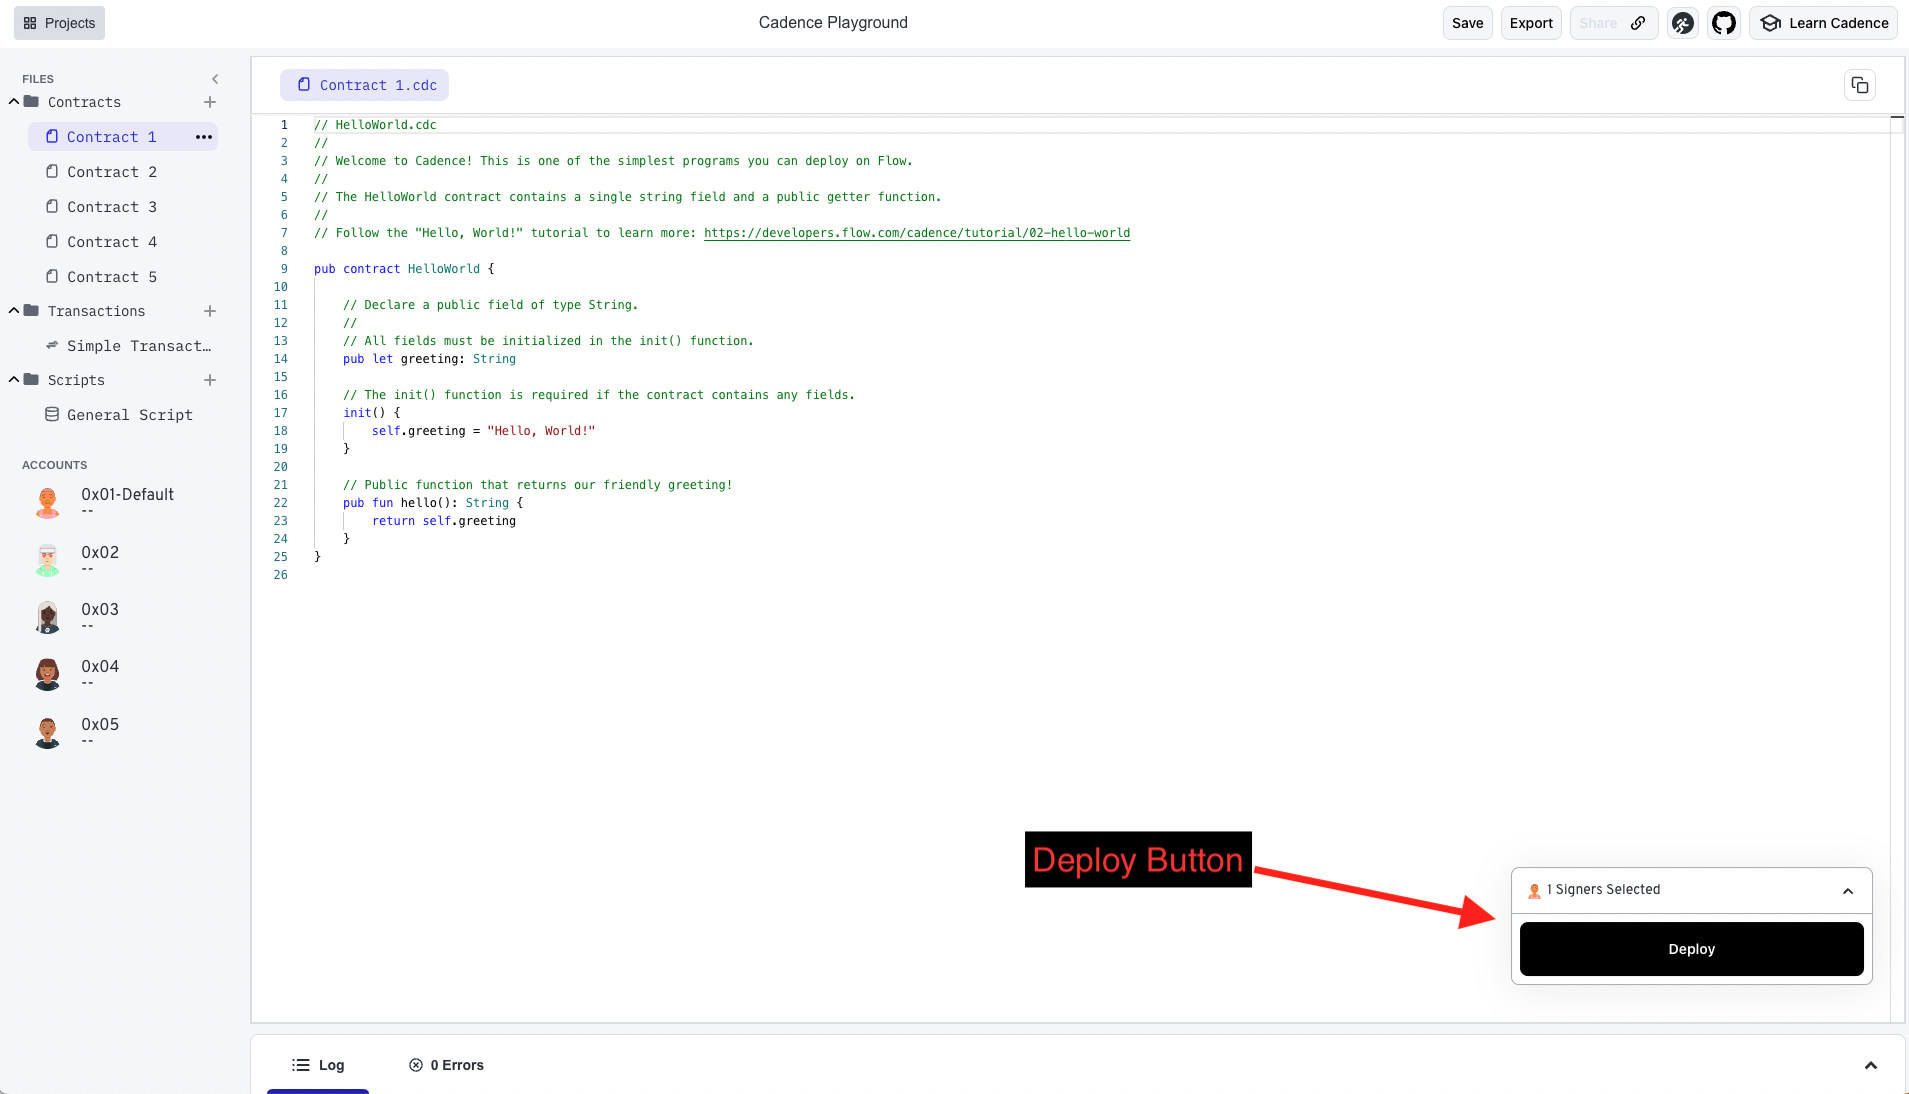 Projects
Cadence Playground
Save
Export
Share
Learn Cadence
FILES
Contracts
Contract 1
Contract 2
Contract 3
Contract 4
Contract 5
Transactions
Simple Transact...
Scripts
General Script
ACCOUNTS
0x01-Default
--
0x02
--
0x03
--
0x04
--
0x05
--
Contract 1.cdc
1 // HelloWorld.cdc
2 //
3 // Welcome to Cadence! This is one of the simplest programs you can deploy on Flow.
4 //
5 // The HelloWorld contract contains a single string field and a public getter function.
6 //
7 // Follow the "Hello, World!" tutorial to learn more: https://developers.flow.com/cadence/tutorial/02-hello-world
8
9 pub contract HelloWorld {
10
11 // Declare a public field of type String.
12 //
13 // All fields must be initialized in the init() function.
14 pub let greeting: String
15
16 // The init() function is required if the contract contains any fields.
17 init() {
18 self.greeting = "Hello, World!"
19 }
20
21 // Public function that returns our friendly greeting!
22 pub fun hello(): String {
23 return self.greeting
24 }
25 }
26
Deploy Button
1 Signers Selected
Deploy
Log
0 Errors